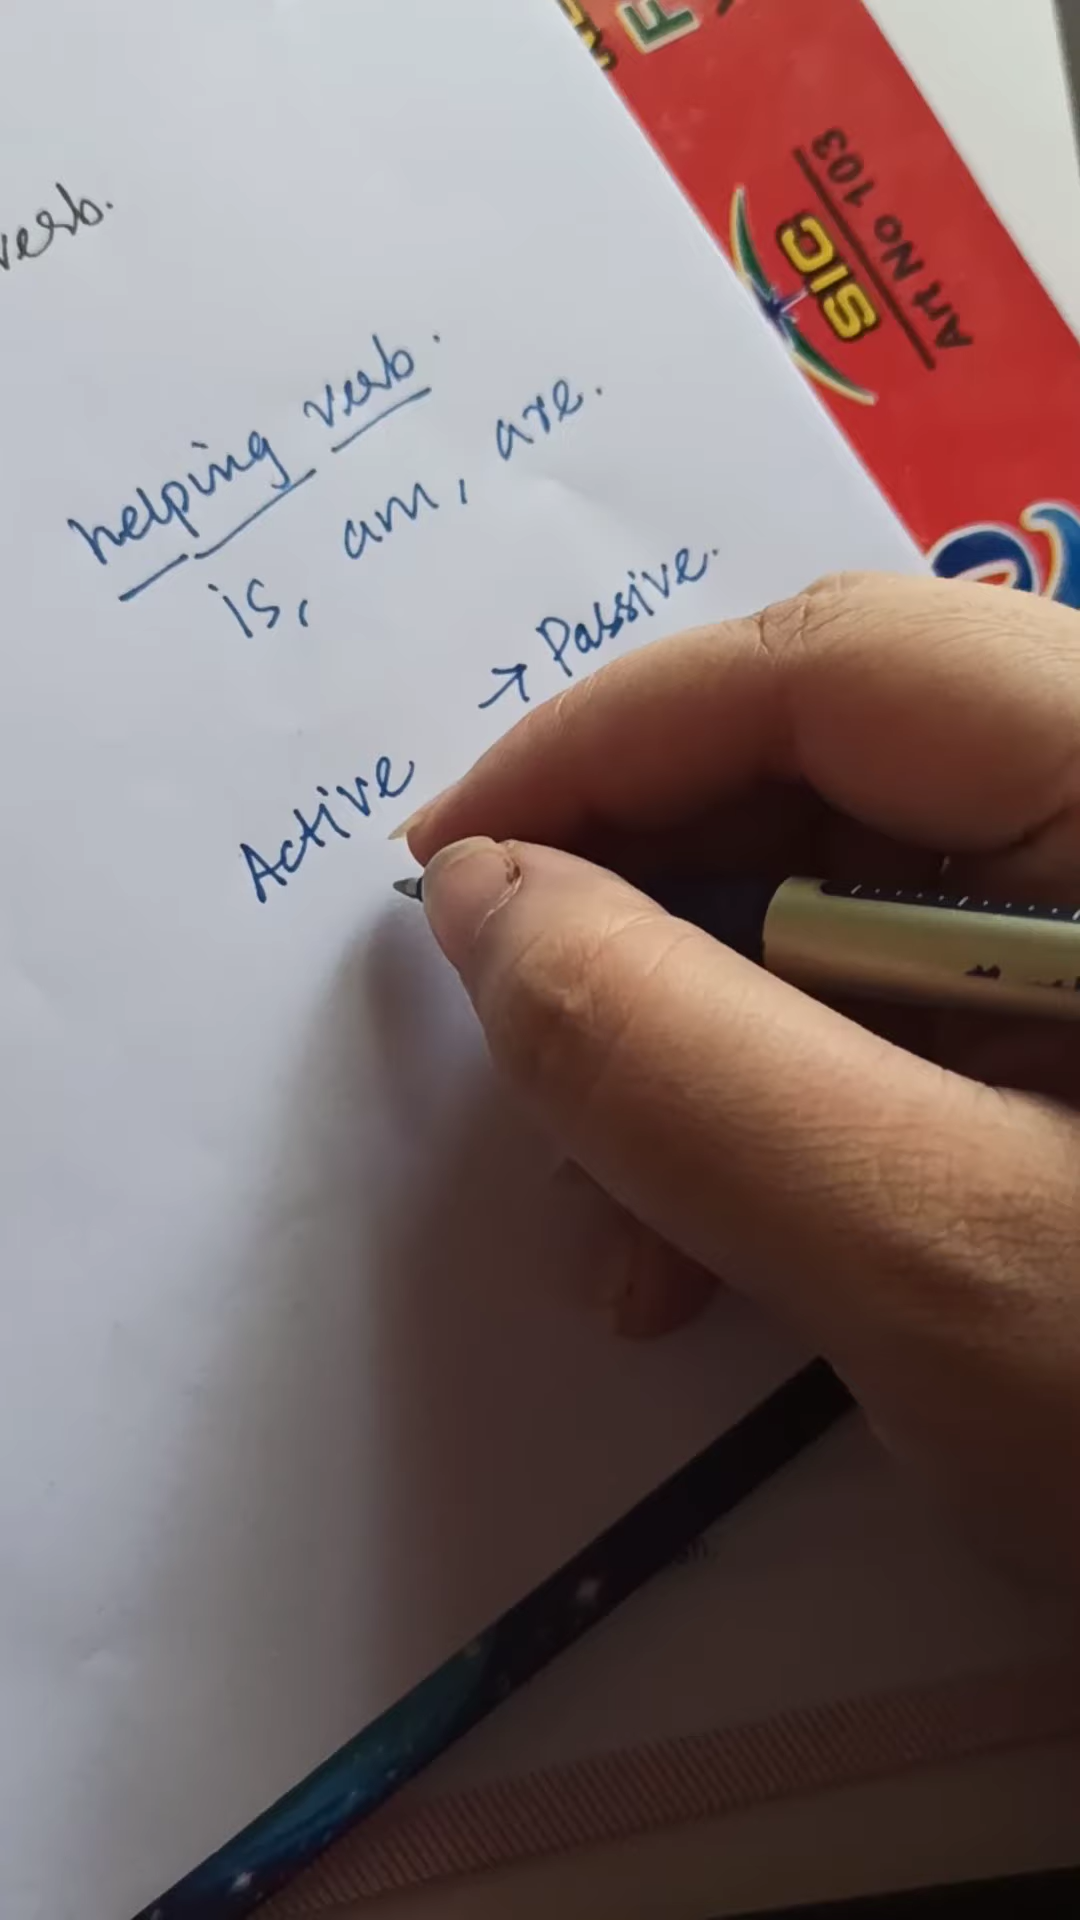 verb.
helping verb.
is, am, are.
Active → Passive.
F
SIC
Art No 103